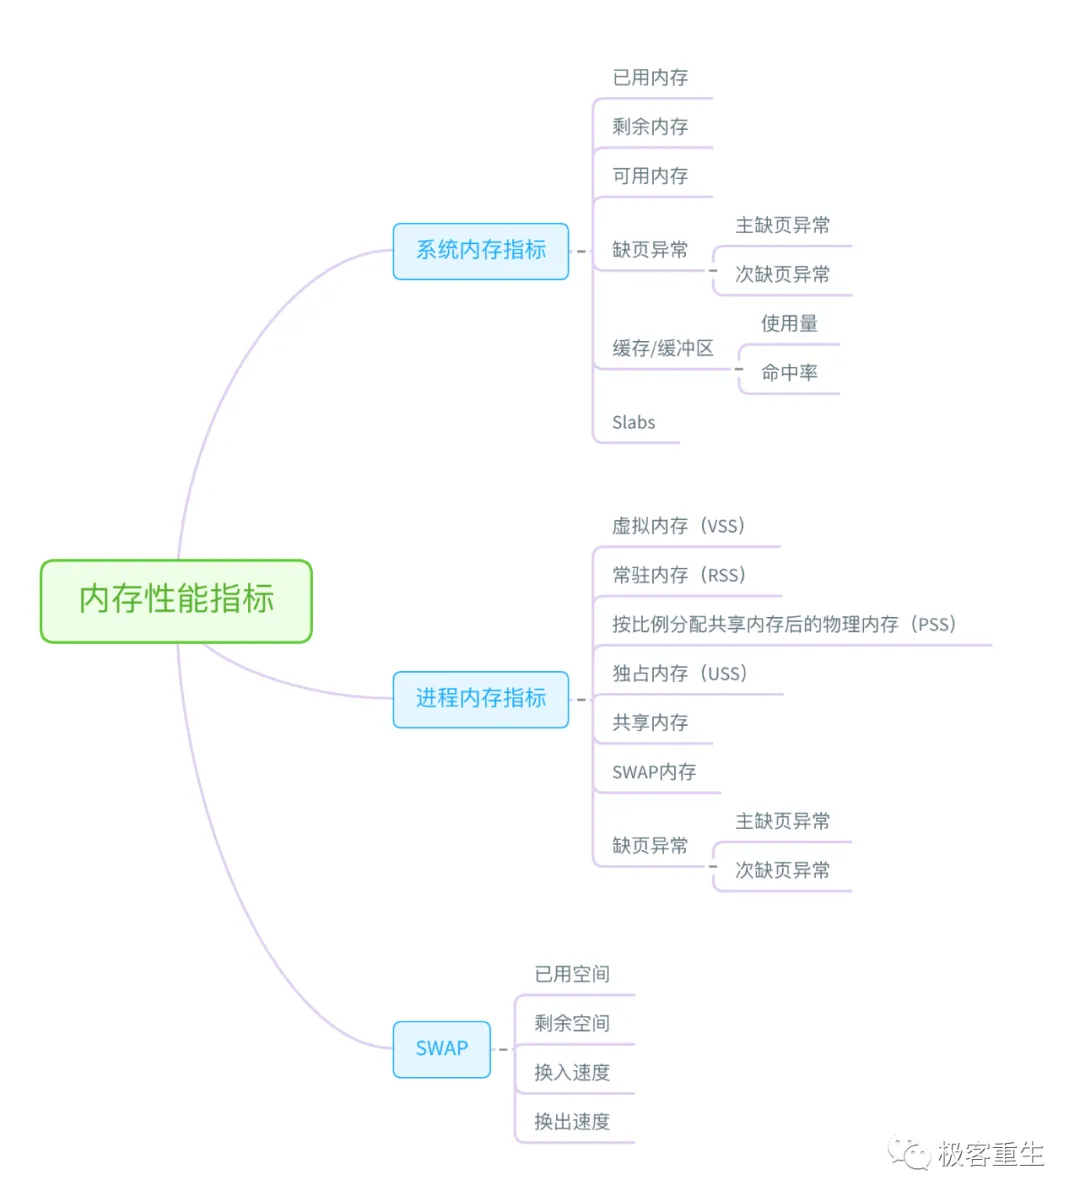 内存性能指标
系统内存指标
已用内存
剩余内存
可用内存
缺页异常
主缺页异常
次缺页异常
缓存/缓冲区
使用量
命中率
Slabs
进程内存指标
虚拟内存（VSS）
常驻内存（RSS）
按比例分配共享内存后的物理内存（PSS）
独占内存（USS）
共享内存
SWAP内存
缺页异常
主缺页异常
次缺页异常
SWAP
已用空间
剩余空间
换入速度
换出速度
极客重生